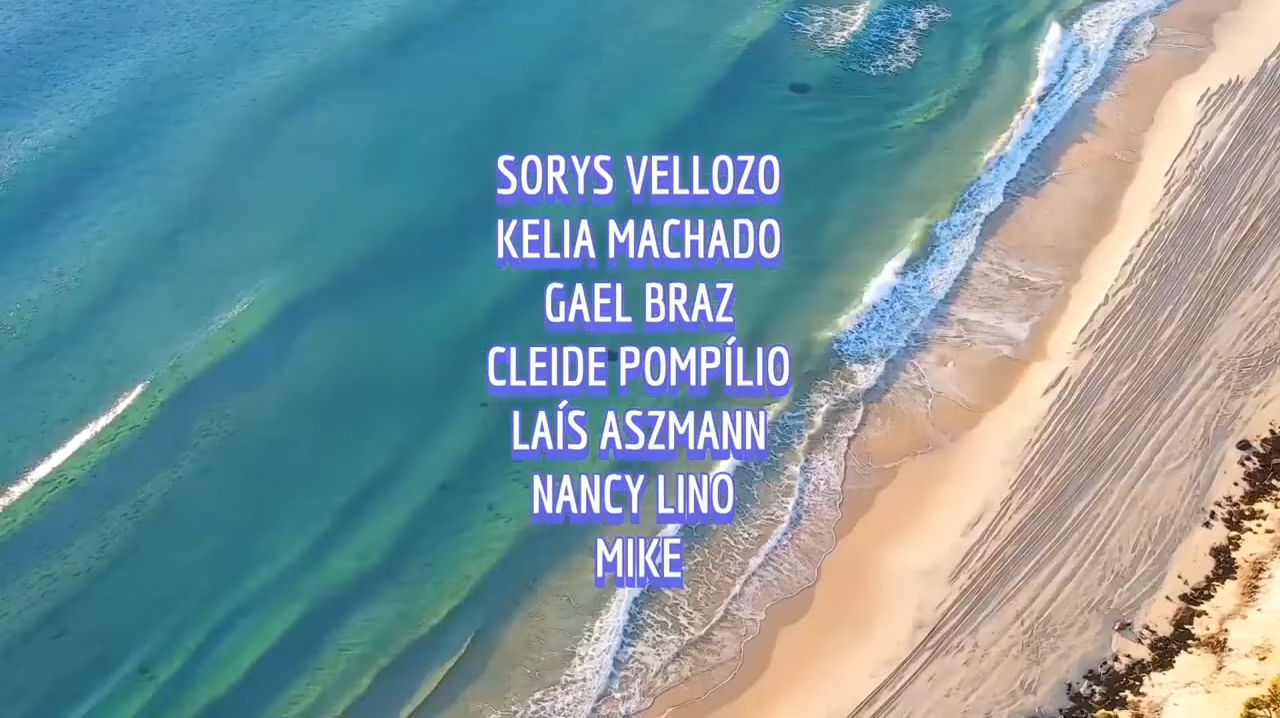 SORYS VELLOZO
KELIA MACHADO
GAEL BRAZ
CLEIDE POMPÍLIO
LAÍS ASZMANN
NANCY LINO
MIKE